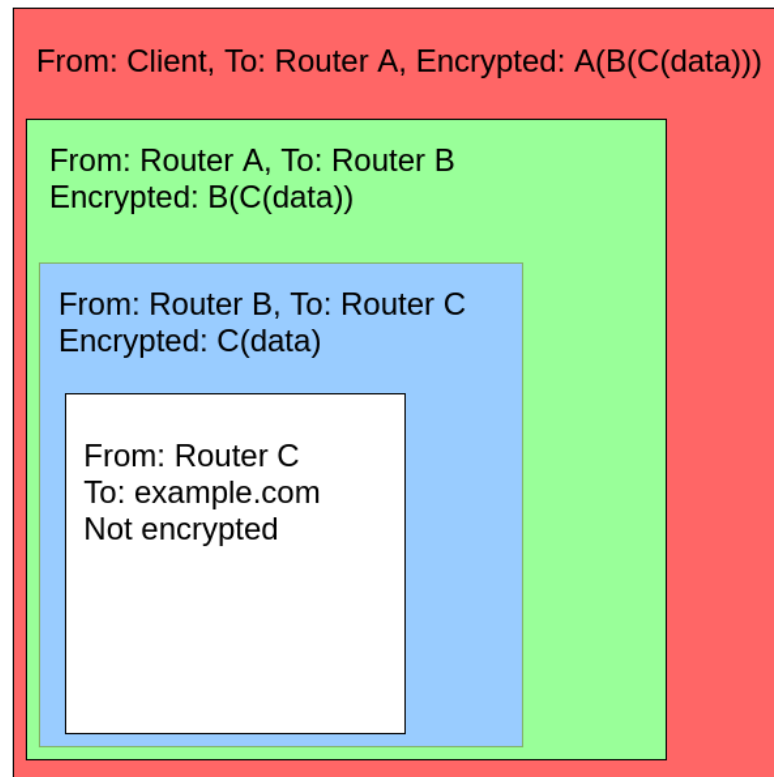 From: Client, To: Router A, Encrypted: A(B(C(data)))
From: Router A, To: Router B
Encrypted: B(C(data))
From: Router B, To: Router C
Encrypted: C(data)
From: Router C
To: example.com
Not encrypted